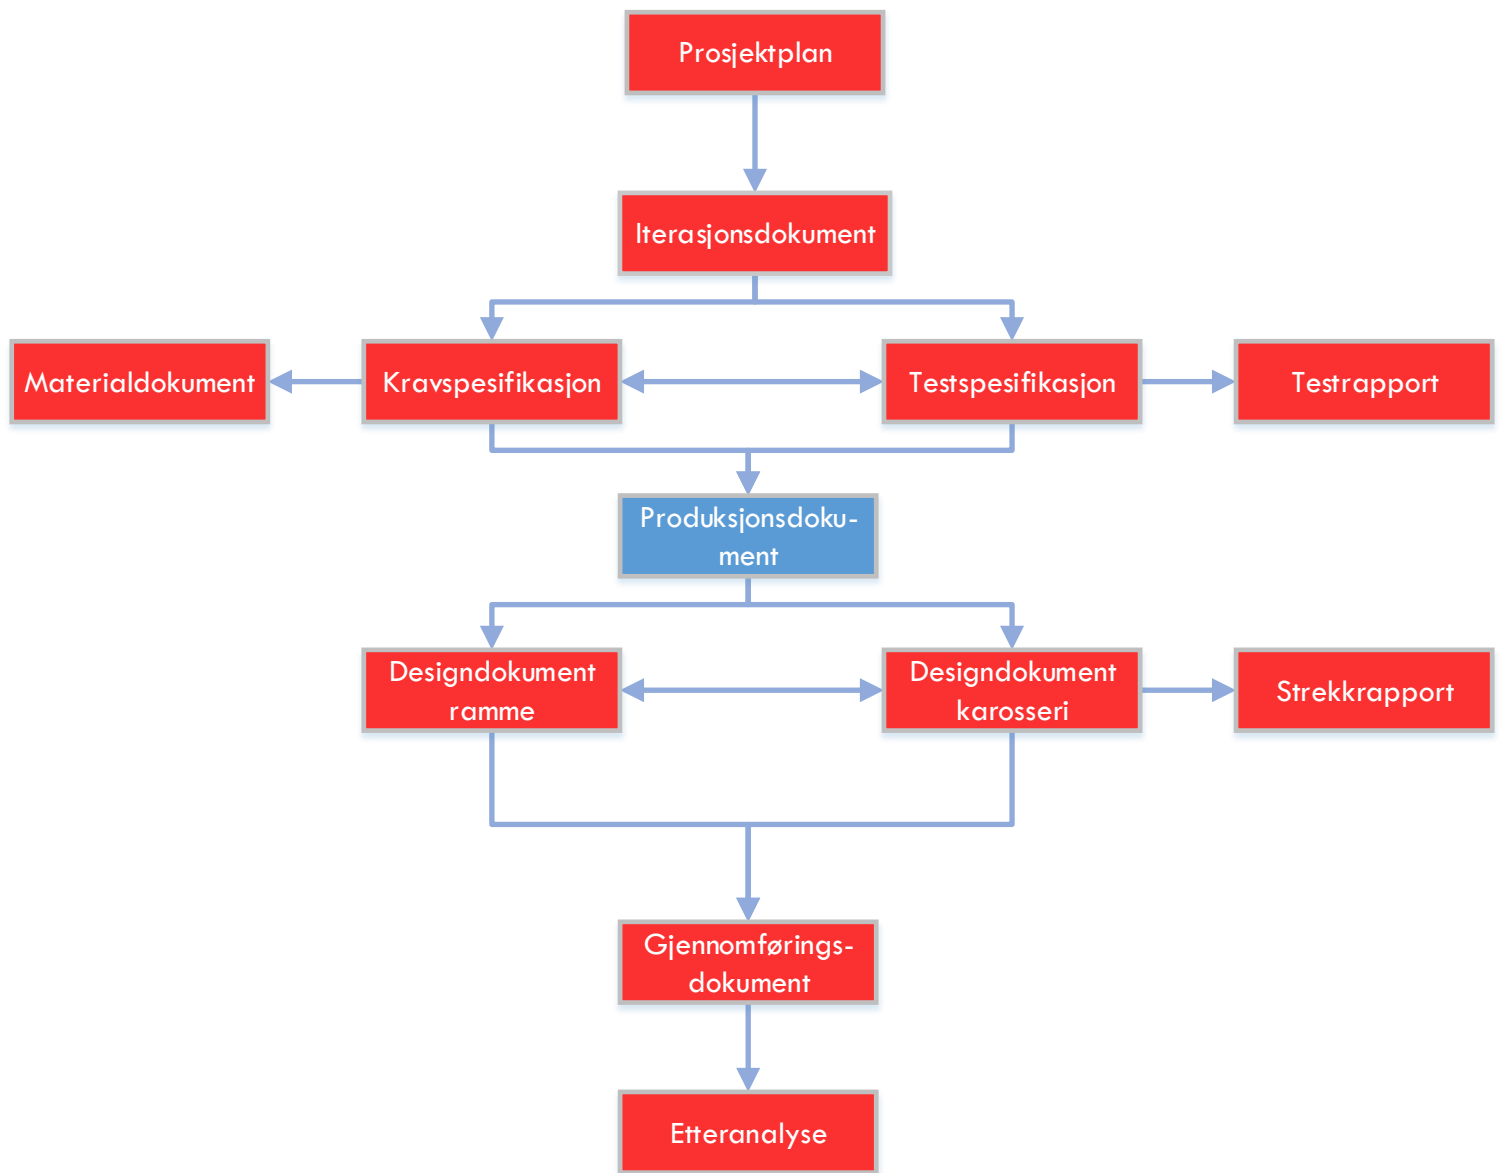 Prosjektplan
Iterasjonsdokument
Materialdokument
Kravspesifikasjon
Testspesifikasjon
Testrapport
Produksjonsdoku-
ment
Designdokument
ramme
Designdokument
karosseri
Strekkrapport
Gjennomførings-
dokument
Etteranalyse